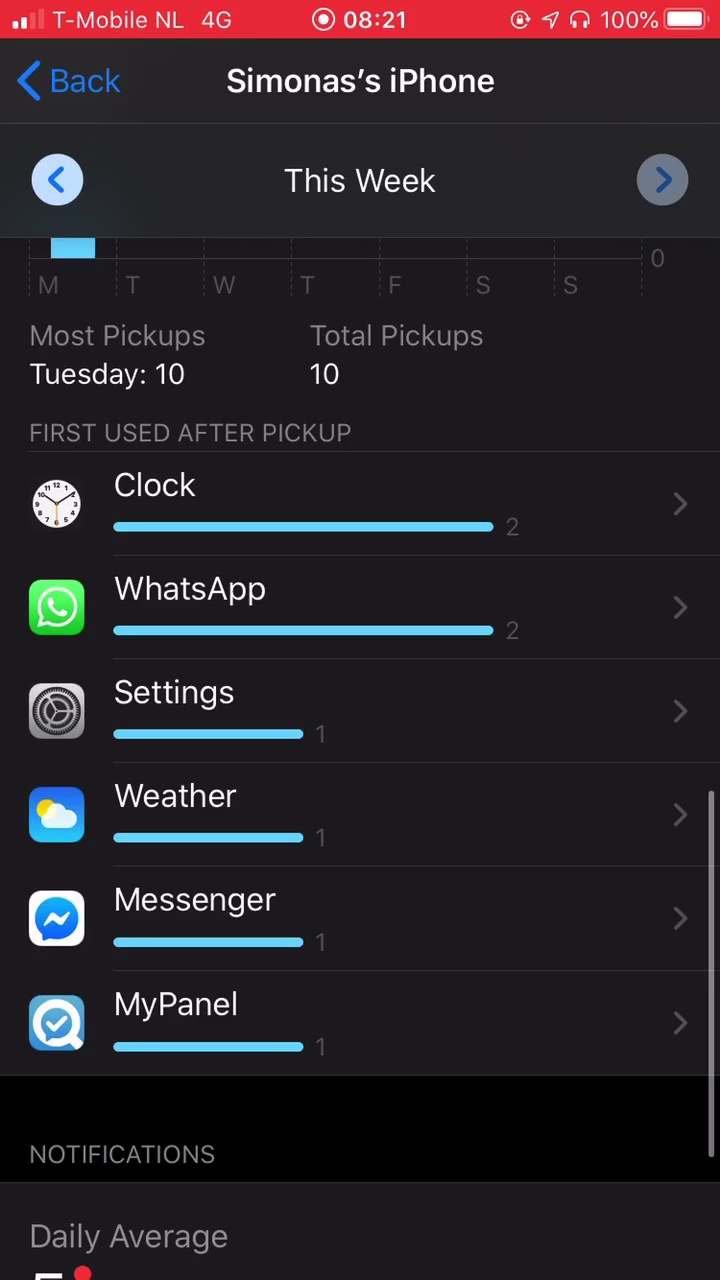 T-Mobile NL 4G 08:21 100%
Back Simonas’s iPhone
This Week
0
M T W T F S S
Most Pickups Total Pickups
Tuesday: 10 10
FIRST USED AFTER PICKUP
Clock
2
WhatsApp
2
Settings
1
Weather
1
Messenger
1
MyPanel
1
NOTIFICATIONS
Daily Average